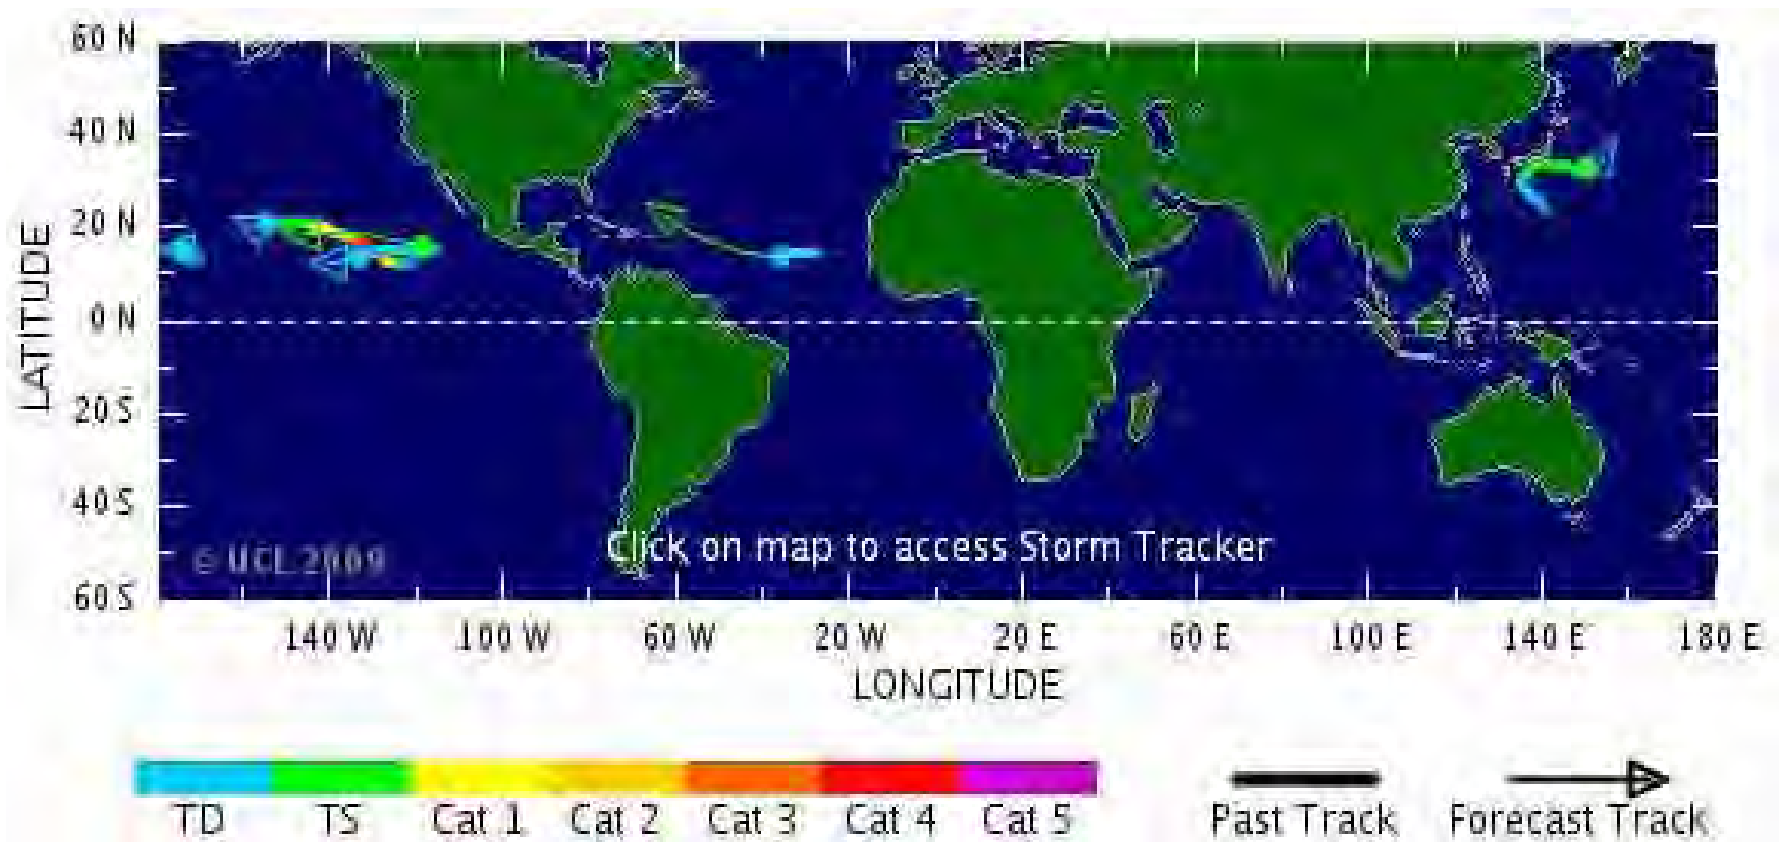 60 N
40 N
20 N
0 N
20 S
40 S
60 S
LATITUDE
Click on map to access Storm Tracker
© UCL 2009
140 W 100 W 60 W 20 W 20 E 60 E 100 E 140 E 180 E
LONGITUDE
TD TS Cat 1 Cat 2 Cat 3 Cat 4 Cat 5 Past Track Forecast Track